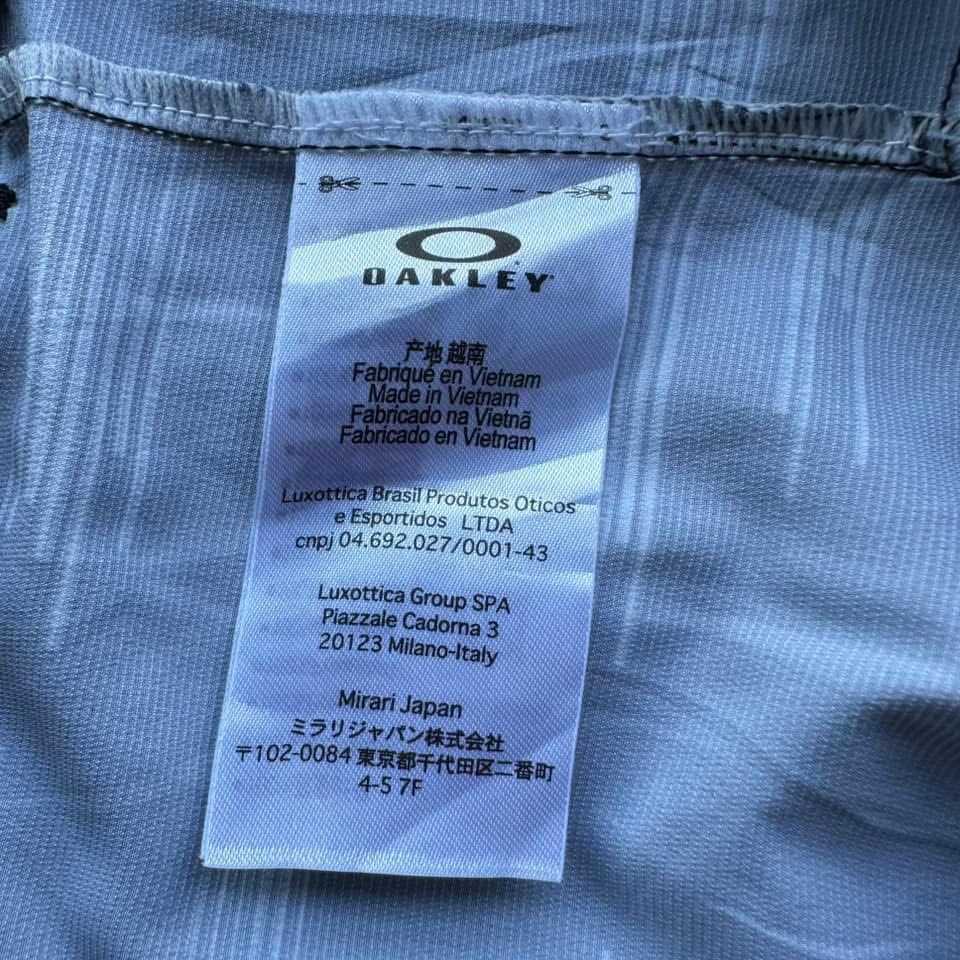 OAKLEY
产地 越南
Fabriqué en Vietnam
Made in Vietnam
Fabricado na Vietnã
Fabricado en Vietnam
Luxottica Brasil Produtos Oticos
e Esportidos LTDA
cnpj 04.692.027/0001-43
Luxottica Group SPA
Piazzale Cadorna 3
20123 Milano-Italy
Mirari Japan
ミラリジャパン株式会社
〒102-0084 東京都千代田区二番町
4-5 7F